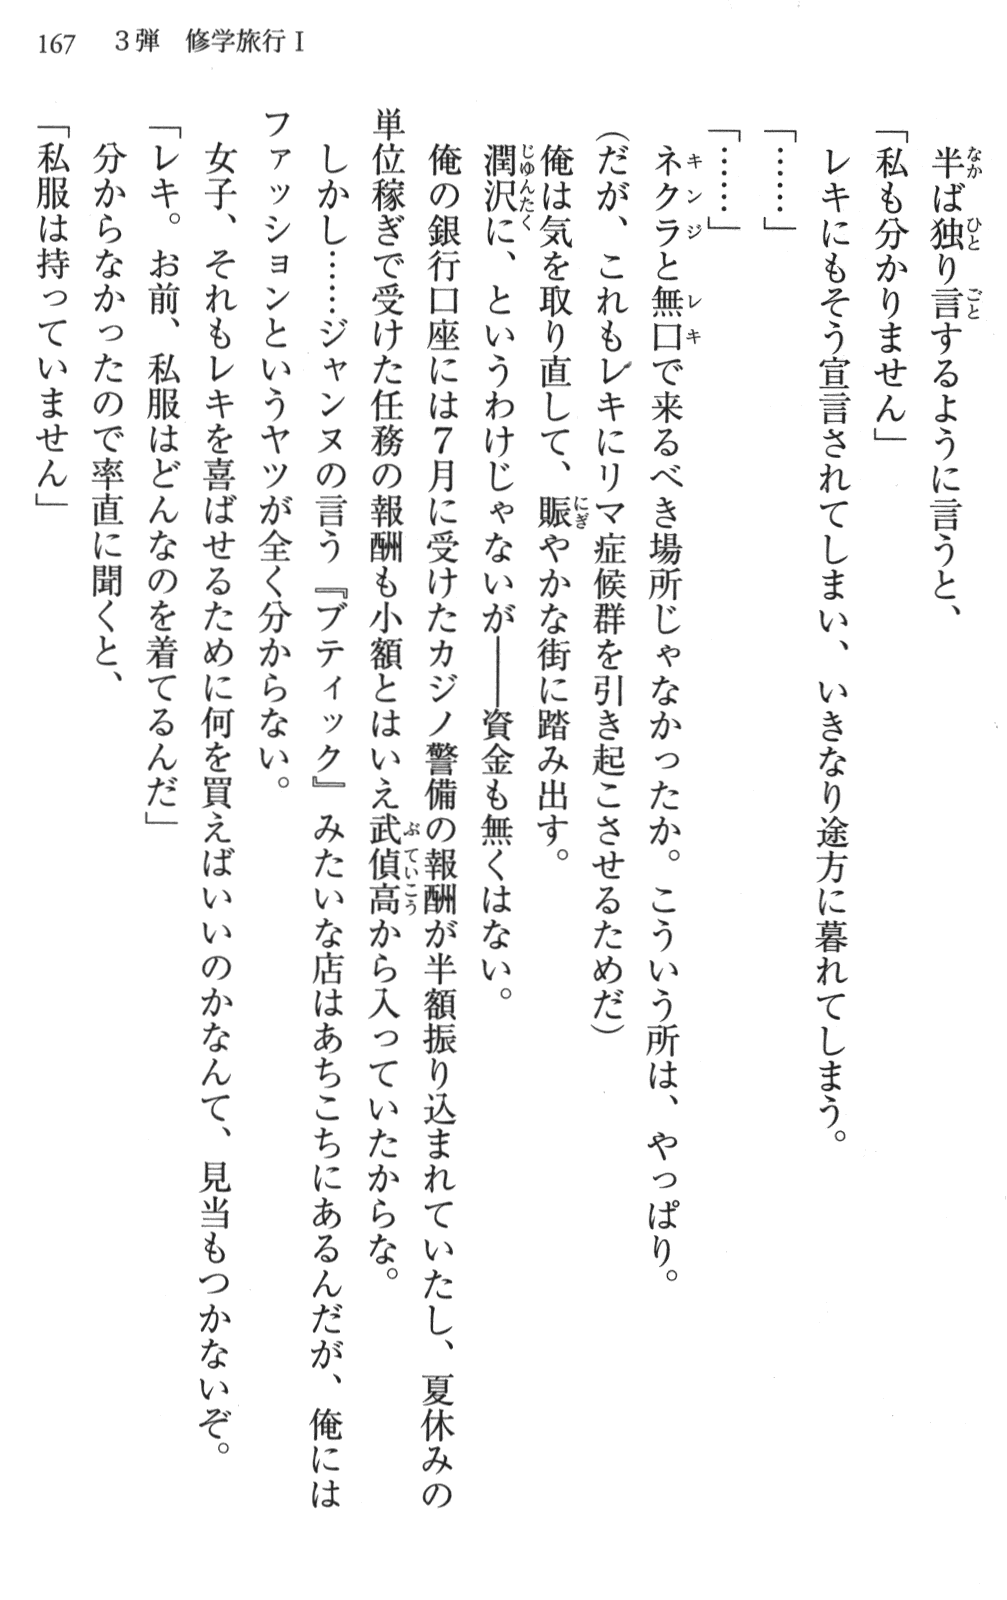 167　3弾　修学旅行Ⅰ
半ば独り言するように言うと、
「私も分かりません」
レキにもそう宣言されてしまい、いきなり途方に暮れてしまう。
「……」
「……」
ネクラと無口で来るべき場所じゃなかったか。こういう所は、やっぱり。
(だが、これもレキにリマ症候群を引き起こさせるためだ)
俺は気を取り直して、賑やかな街に踏み出す。
潤沢に、というわけじゃないが――資金も無くはない。
俺の銀行口座には7月に受けたカジノ警備の報酬が半額振り込まれていたし、夏休みの
単位稼ぎで受けた任務の報酬も小額とはいえ武偵高から入っていたからな。
しかし……ジャンヌの言う『ブティック』みたいな店はあちこちにあるんだが、俺には
ファッションというヤツが全く分からない。
女子、それもレキを喜ばせるために何を買えばいいのかなんて、見当もつかないぞ。
「レキ。お前、私服はどんなのを着てるんだ」
分からなかったので率直に聞くと、
「私服は持っていません」